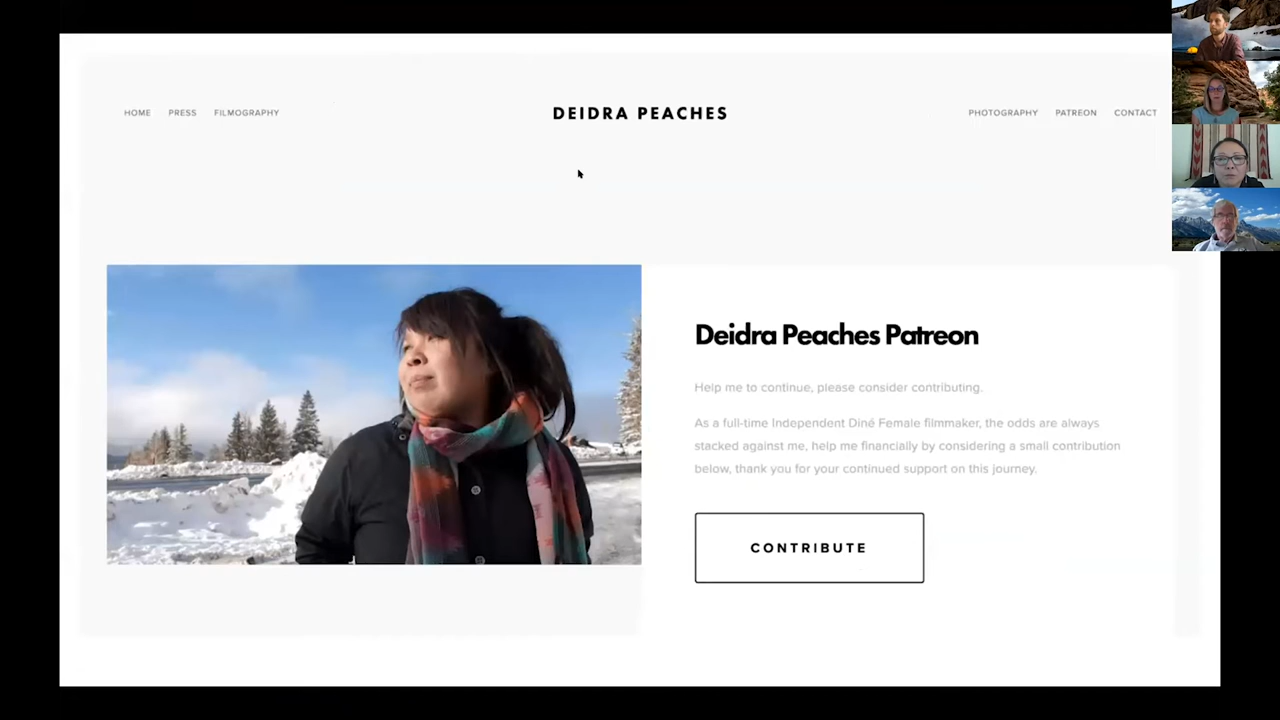 HOME PRESS FILMOGRAPHY DEIDRA PEACHES PHOTOGRAPHY PATREON CONTACT
Deidra Peaches Patreon
Help me to continue, please consider contributing.
As a full-time Independent Diné Female filmmaker, the odds are always
stacked against me, help me financially by considering a small contribution
below, thank you for your continued support on this journey.
CONTRIBUTE